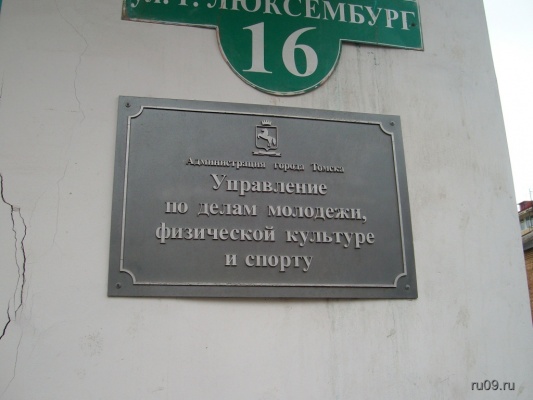 ул. Р. ЛЮКСЕМБУРГ
16
Администрация Города Томска
Управление
по делам молодежи,
физической культуре
и спорту
ru09.ru